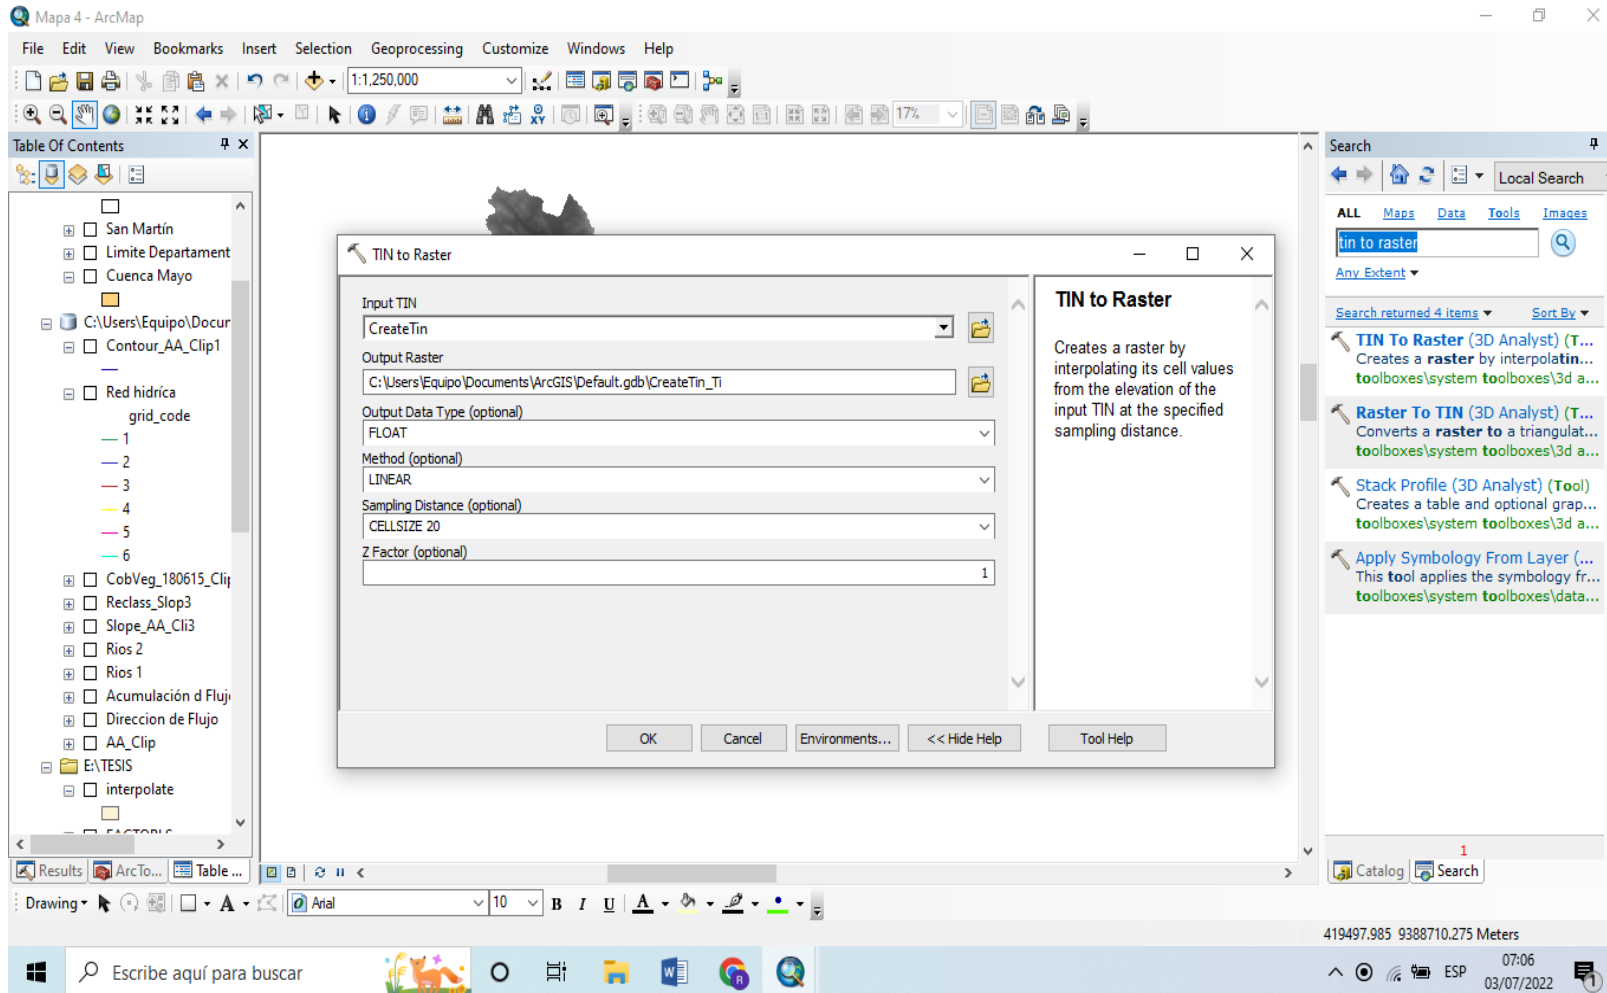 Mapa 4 - ArcMap
File Edit View Bookmarks Insert Selection Geoprocessing Customize Windows Help
1:1,250,000
17%
Table Of Contents
San Martín
Limite Departament
Cuenca Mayo
C:\Users\Equipo\Docur
Contour_AA_Clip1
Red hidríca
grid_code
1
2
3
4
5
6
CobVeg_180615_Clip
Reclass_Slop3
Slope_AA_Cli3
Rios 2
Rios 1
Acumulación d Fluj
Direccion de Flujo
AA_Clip
E:\TESIS
interpolate
Results ArcTo... Table ...
TIN to Raster
Input TIN
CreateTin
Output Raster
C:\Users\Equipo\Documents\ArcGIS\Default.gdb\CreateTin_Ti
Output Data Type (optional)
FLOAT
Method (optional)
LINEAR
Sampling Distance (optional)
CELLSIZE 20
Z Factor (optional)
1
OK Cancel Environments... << Hide Help Tool Help
TIN to Raster
Creates a raster by
interpolating its cell values
from the elevation of the
input TIN at the specified
sampling distance.
Search
Local Search
ALL Maps Data Tools Images
tin to raster
Any Extent
Search returned 4 items Sort By
TIN To Raster (3D Analyst) (T...
Creates a raster by interpolatin...
toolboxes\system toolboxes\3d a...
Raster To TIN (3D Analyst) (T...
Converts a raster to a triangulat...
toolboxes\system toolboxes\3d a...
Stack Profile (3D Analyst) (Tool)
Creates a table and optional grap...
toolboxes\system toolboxes\3d a...
Apply Symbology From Layer (...
This tool applies the symbology fr...
toolboxes\system toolboxes\data...
1
Catalog Search
Drawing A Arial 10 B I U A
419497.985 9388710.275 Meters
Escribe aquí para buscar
ESP
07:06
03/07/2022
1